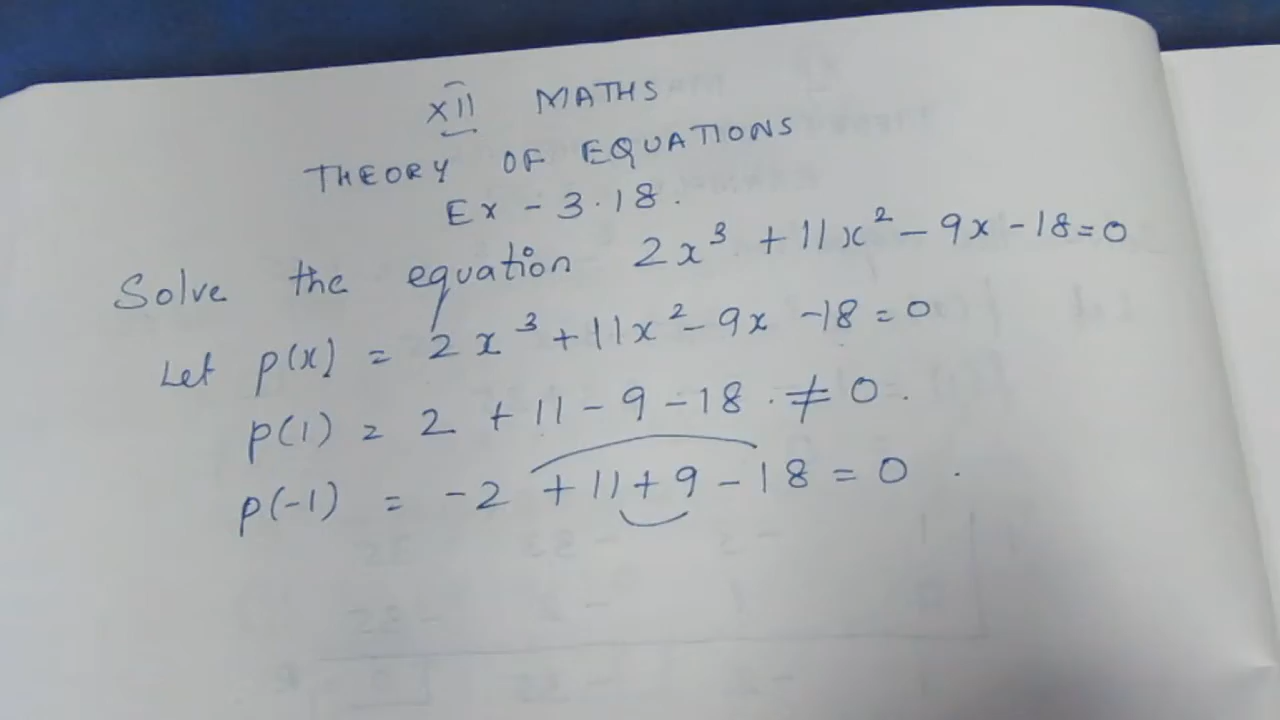 XII MATHS
THEORY OF EQUATIONS
Ex - 3.18.
Solve the equation 2x³ + 11x² - 9x - 18 = 0
Let p(x) = 2x³ + 11x² - 9x - 18 = 0
p(1) = 2 + 11 - 9 - 18 . ≠ 0 .
p(-1) = -2 + 11 + 9 - 18 = 0 .